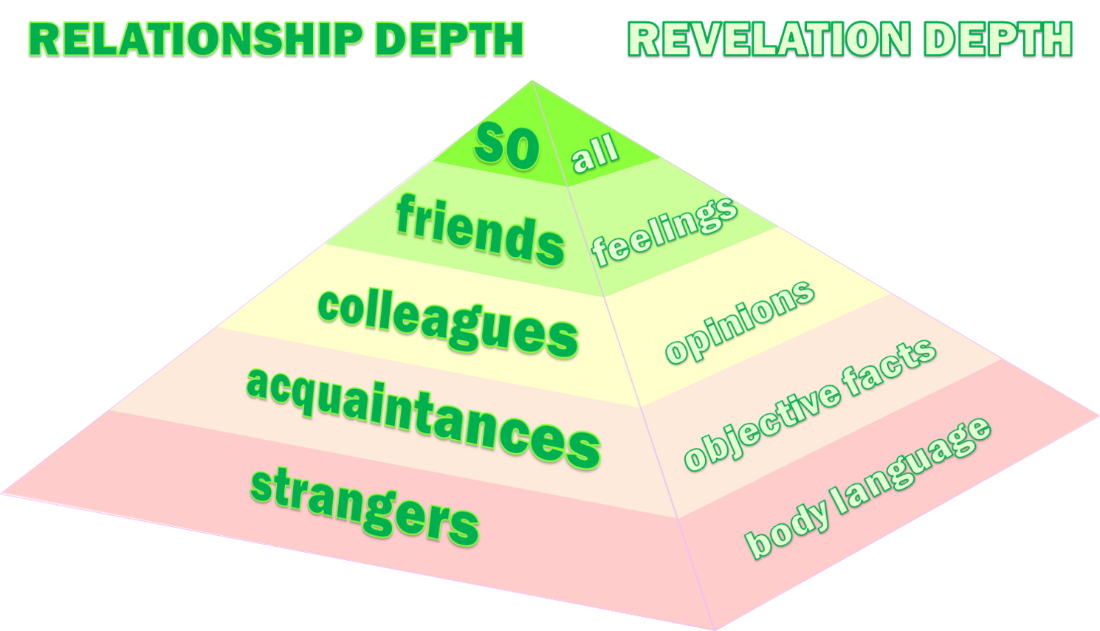 RELATIONSHIP DEPTH
REVELATION DEPTH
SO
all
friends
feelings
colleagues
opinions
acquaintances
objective facts
strangers
body language